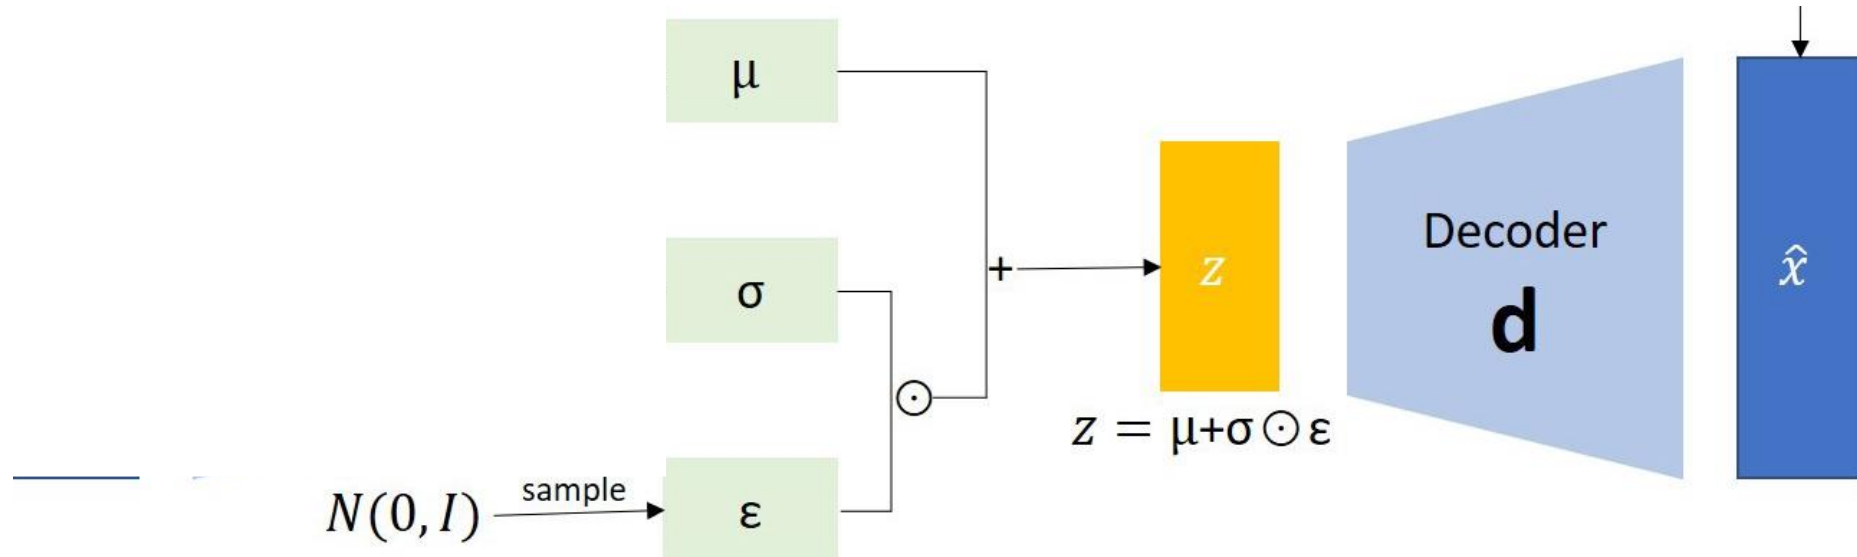 μ
σ
+
z
Decoder
d
x̂
⊙
z = μ+σ⊙ε
N(0, I)
sample
ε